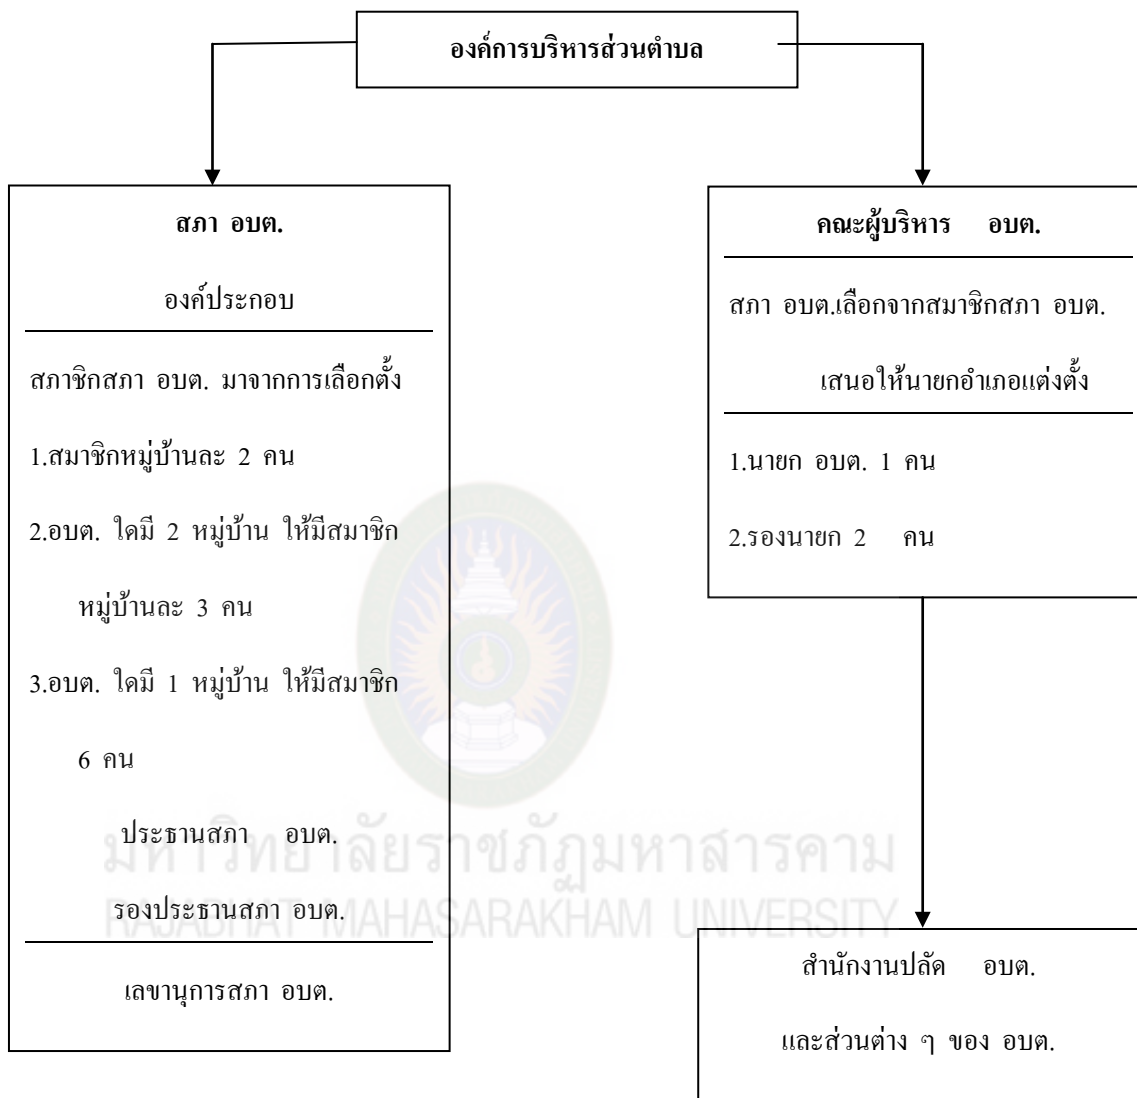 องค์การบริหารส่วนตำบล
สภา อบต.
องค์ประกอบ
สภาชิกสภา อบต. มาจากการเลือกตั้ง
1.สมาชิกหมู่บ้านละ 2 คน
2.อบต. ใดมี 2 หมู่บ้าน ให้มีสมาชิก
หมู่บ้านละ 3 คน
3.อบต. ใดมี 1 หมู่บ้าน ให้มีสมาชิก
6 คน
ประธานสภา อบต.
รองประธานสภา อบต.
เลขานุการสภา อบต.
คณะผู้บริหาร อบต.
สภา อบต.เลือกจากสมาชิกสภา อบต.
เสนอให้นายกอำเภอแต่งตั้ง
1.นายก อบต. 1 คน
2.รองนายก 2 คน
สำนักงานปลัด อบต.
และส่วนต่าง ๆ ของ อบต.
มหาวิทยาลัยราชภัฏมหาสารคาม
RAJABHAT MAHASARAKHAM UNIVERSITY